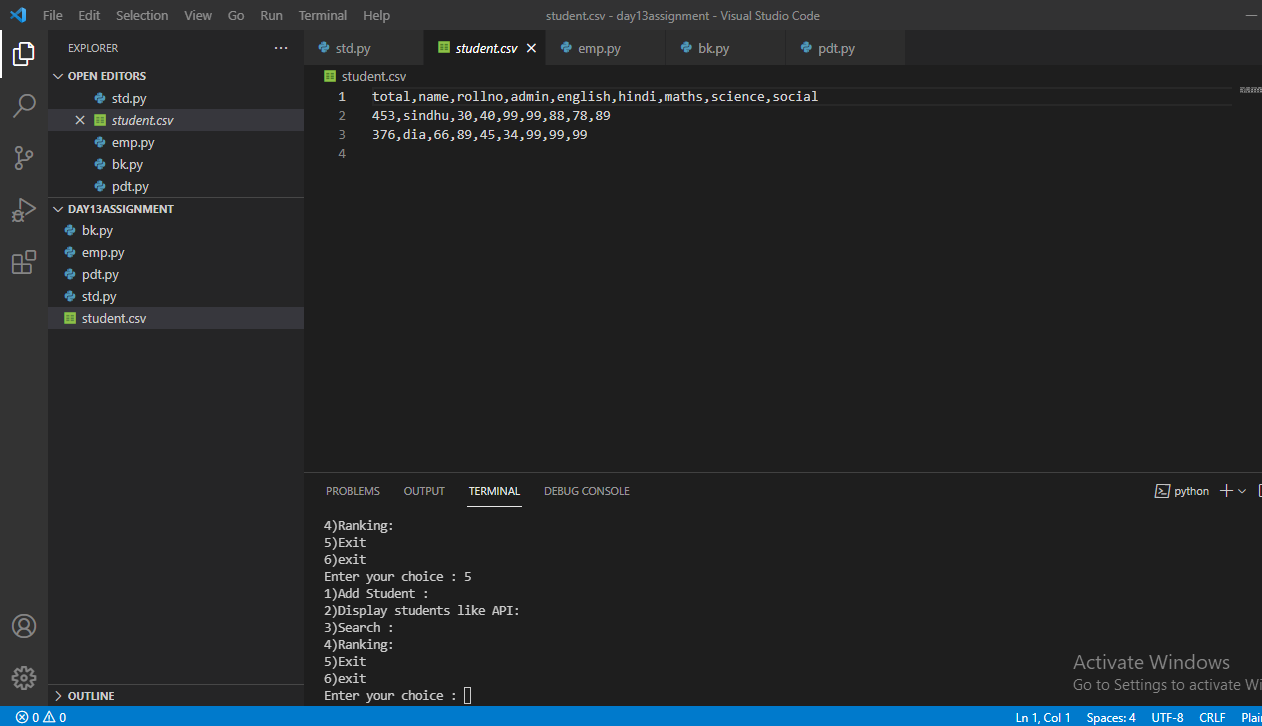 File Edit Selection View Go Run Terminal Help student.csv - day13assignment - Visual Studio Code
EXPLORER
OPEN EDITORS
std.py
student.csv
emp.py
bk.py
pdt.py
DAY13ASSIGNMENT
bk.py
emp.py
pdt.py
std.py
student.csv
OUTLINE
std.py student.csv emp.py bk.py pdt.py
student.csv
1 total,name,rollno,admin,english,hindi,maths,science,social
2 453,sindhu,30,40,99,99,88,78,89
3 376,dia,66,89,45,34,99,99,99
4
PROBLEMS OUTPUT TERMINAL DEBUG CONSOLE python
4)Ranking:
5)Exit
6)exit
Enter your choice : 5
1)Add Student :
2)Display students like API:
3)Search :
4)Ranking:
5)Exit
6)exit
Enter your choice :
Activate Windows
Go to Settings to activate Wi
0 0 Ln 1, Col 1 Spaces: 4 UTF-8 CRLF Plai